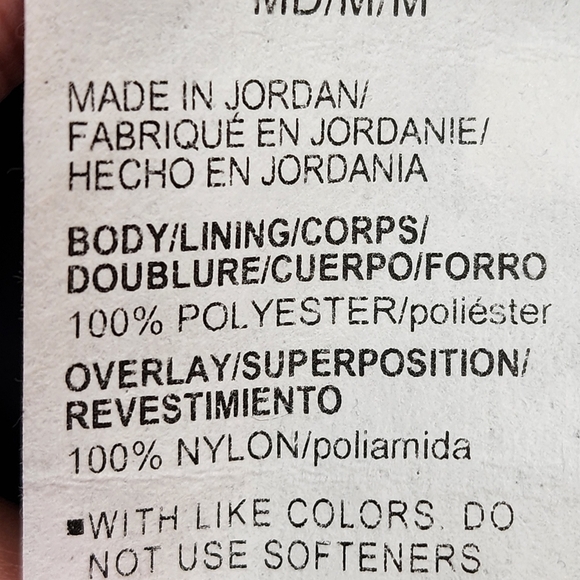 MD/M/M
MADE IN JORDAN/
FABRIQUÉ EN JORDANIE/
HECHO EN JORDANIA
BODY/LINING/CORPS/
DOUBLURE/CUERPO/FORRO
100% POLYESTER/poliéster
OVERLAY/SUPERPOSITION/
REVESTIMIENTO
100% NYLON/poliamida
■WITH LIKE COLORS. DO
NOT USE SOFTENERS.